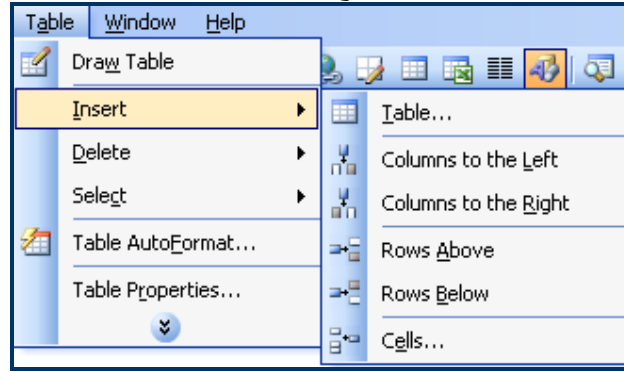 Table Window Help
Draw Table
Insert
Delete
Select
Table AutoFormat...
Table Properties...
Table...
Columns to the Left
Columns to the Right
Rows Above
Rows Below
Cells...